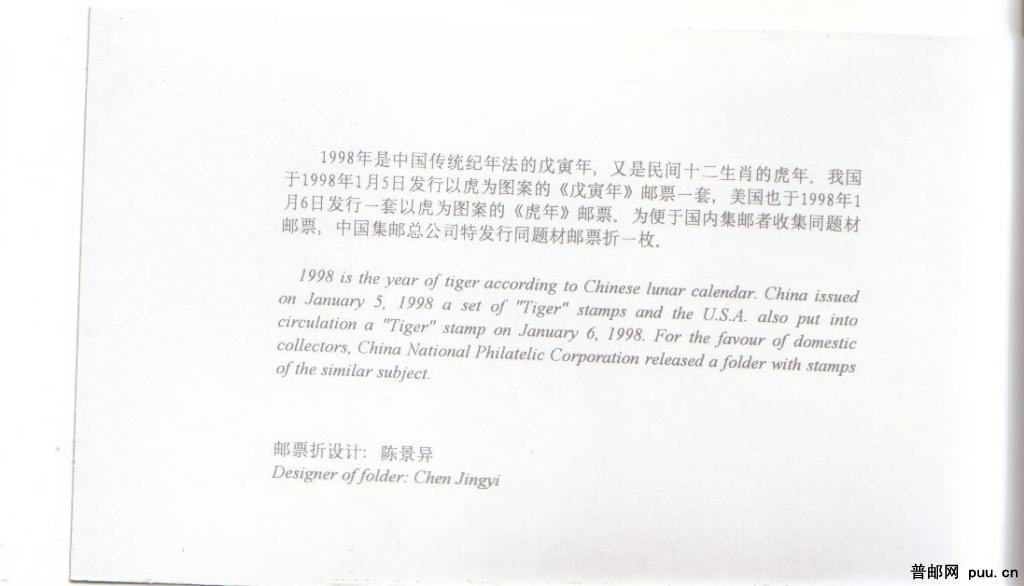 1998年是中国传统纪年法的戊寅年，又是民间十二生肖的虎年．我国
于1998年1月5日发行以虎为图案的《戊寅年》邮票一套，美国也于1998年1
月6日发行一套以虎为图案的《虎年》邮票。为便于国内集邮者收集同题材
邮票，中国集邮总公司特发行同题材邮票折一枚。
1998 is the year of tiger according to Chinese lunar calendar. China issued
on January 5, 1998 a set of "Tiger" stamps and the U.S.A. also put into
circulation a "Tiger" stamp on January 6, 1998. For the favour of domestic
collectors, China National Philatelic Corporation released a folder with stamps
of the similar subject.
邮票折设计：陈景异
Designer of folder: Chen Jingyi
普邮网 puu.cn